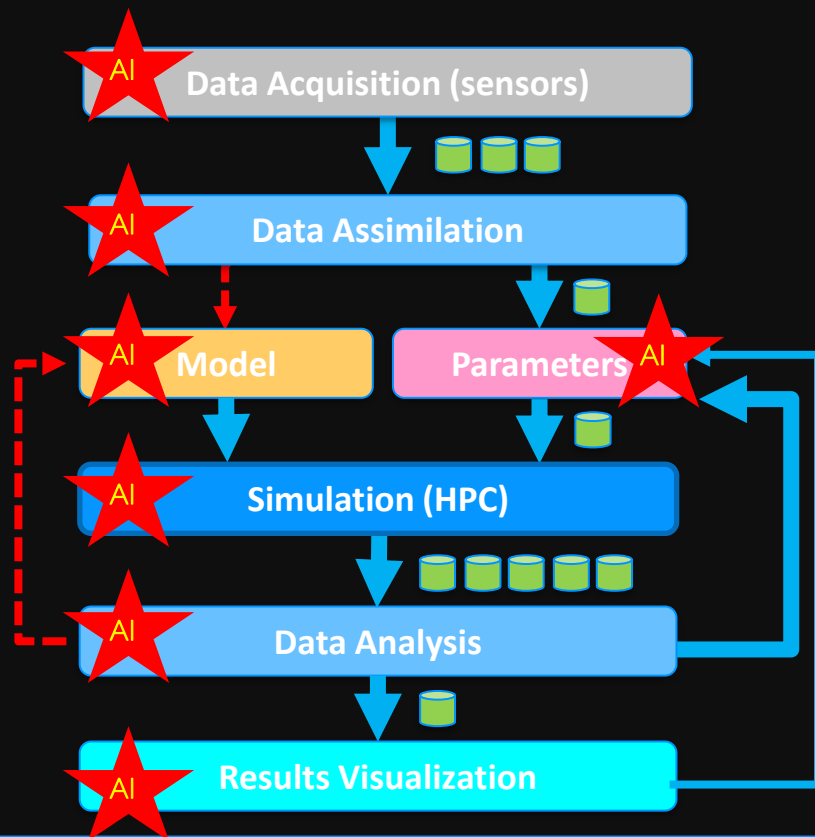 AI
Data Acquisition (sensors)
AI
Data Assimilation
AI
Model
Parameters
AI
AI
Simulation (HPC)
AI
Data Analysis
AI
Results Visualization